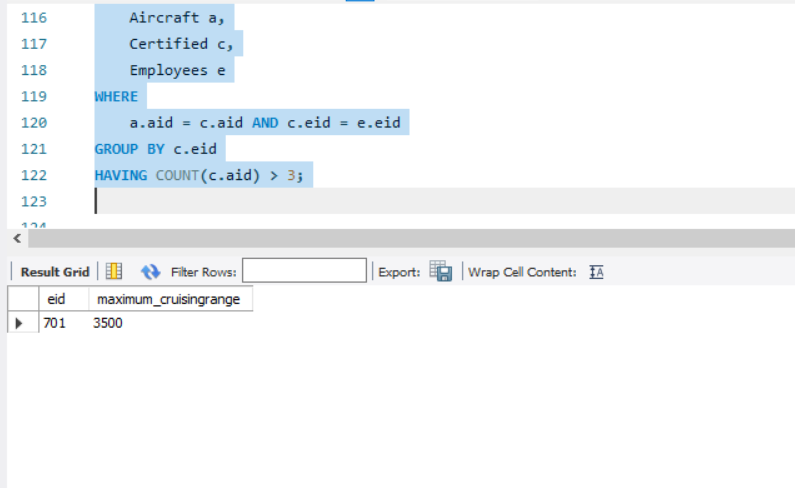 116 Aircraft a,
117 Certified c,
118 Employees e
119 WHERE
120 a.aid = c.aid AND c.eid = e.eid
121 GROUP BY c.eid
122 HAVING COUNT(c.aid) > 3;
123
124
Result Grid Filter Rows: Export: Wrap Cell Content: IA
eid maximum_cruisingrange
701 3500